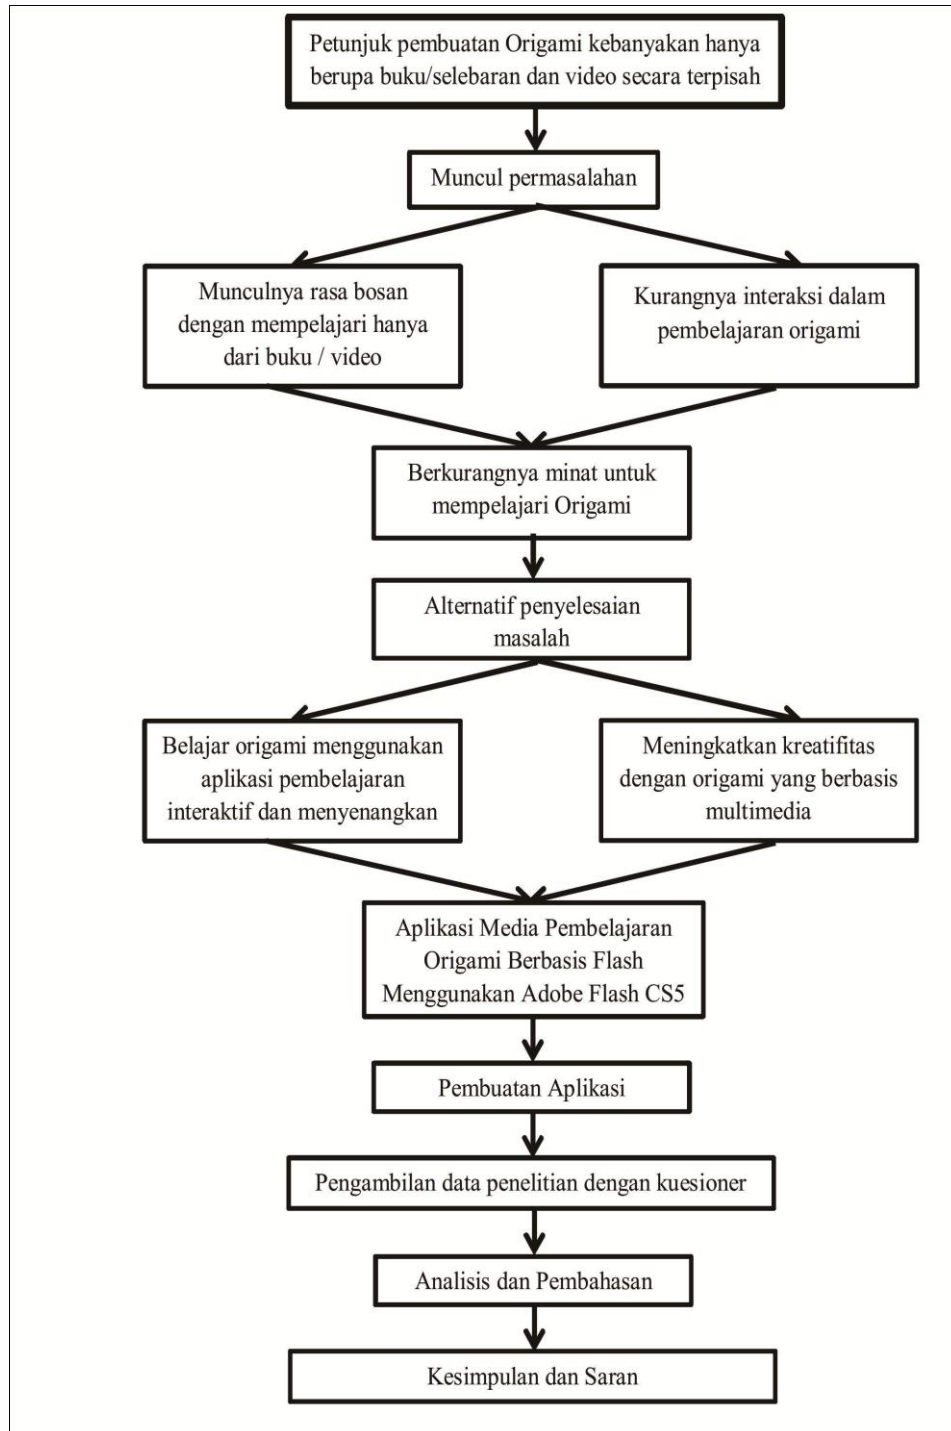 Petunjuk pembuatan Origami kebanyakan hanya
berupa buku/selebaran dan video secara terpisah
Muncul permasalahan
Munculnya rasa bosan
dengan mempelajari hanya
dari buku / video
Kurangnya interaksi dalam
pembelajaran origami
Berkurangnya minat untuk
mempelajari Origami
Alternatif penyelesaian
masalah
Belajar origami menggunakan
aplikasi pembelajaran
interaktif dan menyenangkan
Meningkatkan kreatifitas
dengan origami yang berbasis
multimedia
Aplikasi Media Pembelajaran
Origami Berbasis Flash
Menggunakan Adobe Flash CS5
Pembuatan Aplikasi
Pengambilan data penelitian dengan kuesioner
Analisis dan Pembahasan
Kesimpulan dan Saran